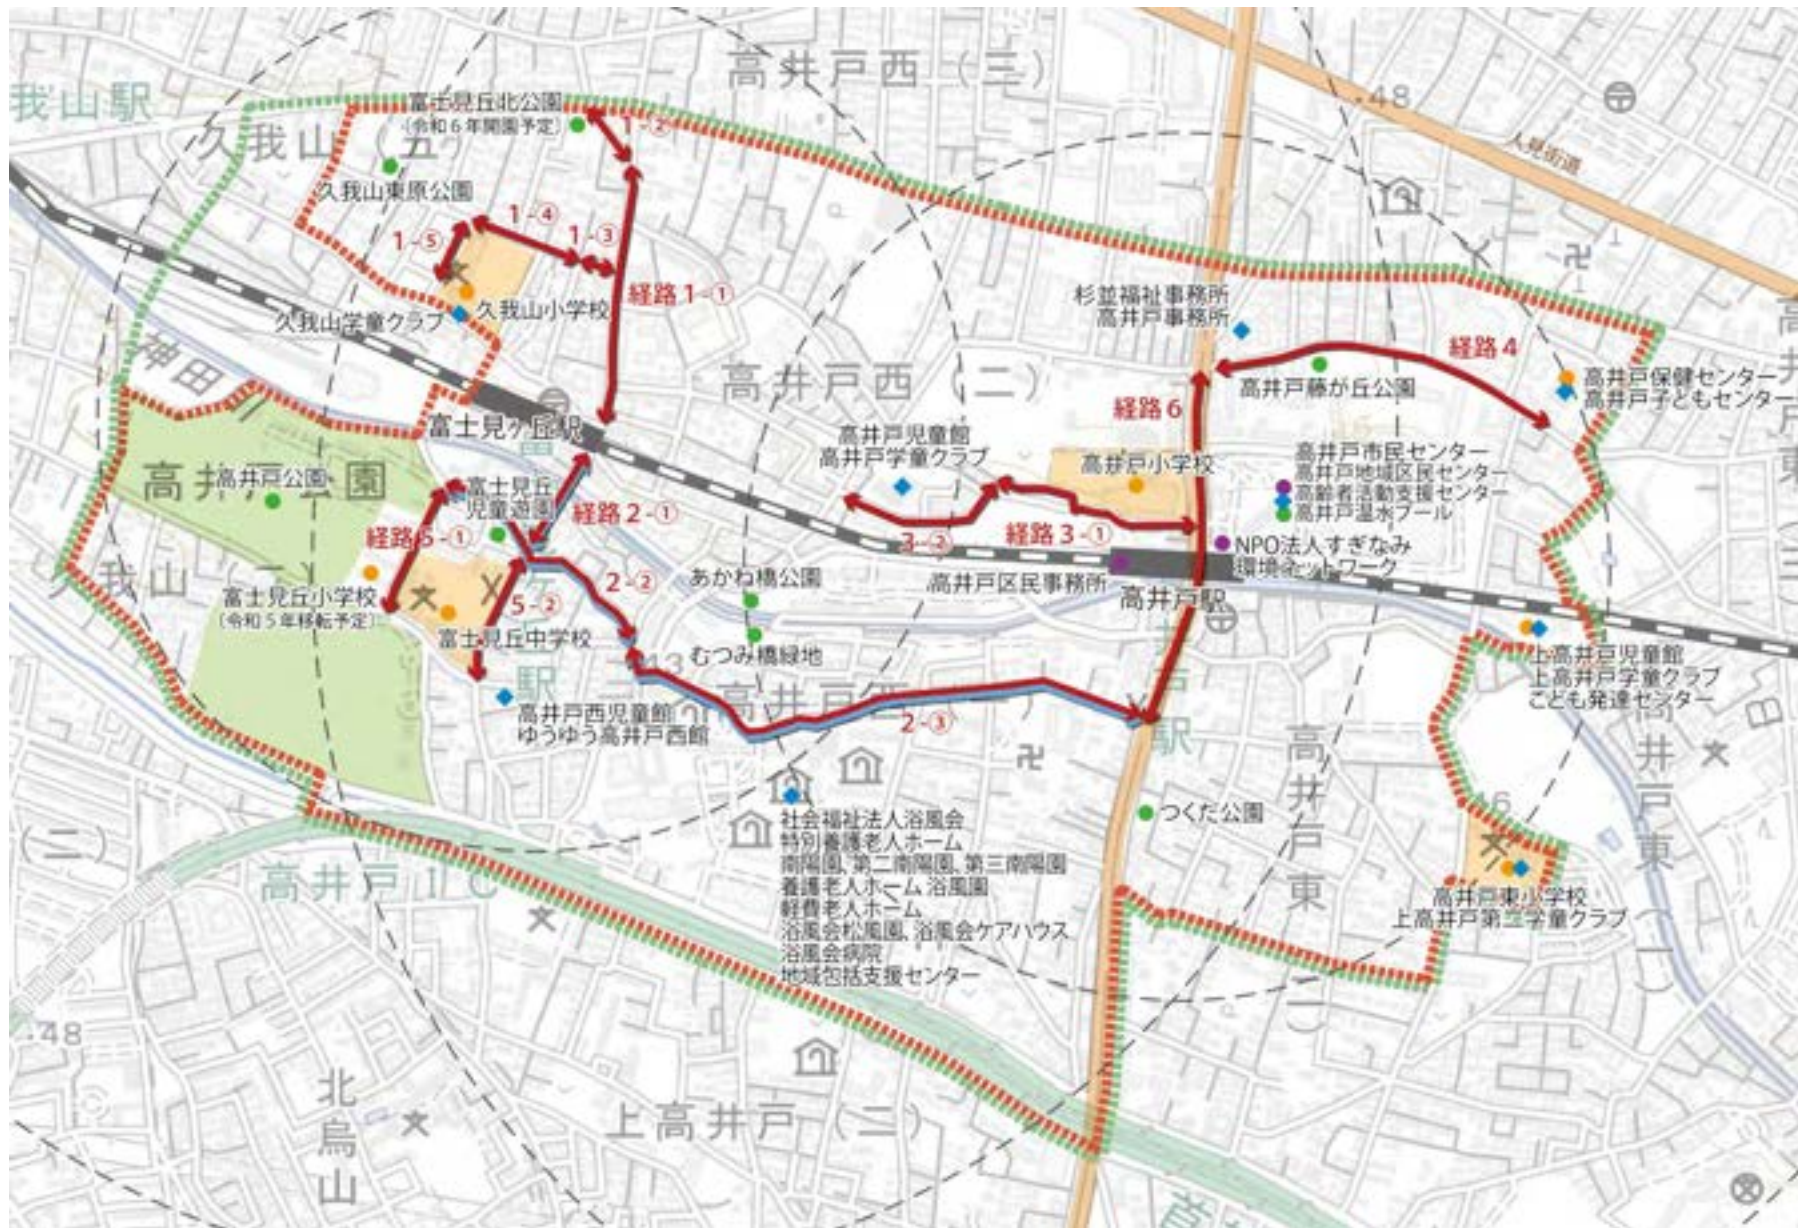 高井戸西（三）
我山駅
富士見丘北公園
（令和6年開園予定）
1-②
.48
人見街道
久我山（五）
久我山東原公園
1-④
1-③
1-⑤
経路1-①
久我山小学校
久我山学童クラブ
杉並福祉事務所
高井戸事務所
神田
高井戸西（二）
経路4
高井戸藤が丘公園
高井戸保健センター
高井戸子どもセンター
経路6
富士見ヶ丘駅
高井戸児童館
高井戸学童クラブ
高井戸小学校
高井戸市民センター
高井戸地域区民センター
高齢者活動支援センター
高井戸温水プール
高井戸公園
高井戸公園
富士見丘
児童遊園
経路2-①
経路5-①
3-②
経路3-①
NPO法人すぎなみ
環境ネットワーク
高井戸区民事務所
高井戸駅
あかね橋公園
2-②
5-②
富士見丘小学校
（令和5年移転予定）
富士見丘中学校
むつみ橋緑地
上高井戸児童館
上高井戸学童クラブ
こども発達センター
高井戸西児童館
ゆうゆう高井戸西館
2-③
つくだ公園
社会福祉法人浴風会
特別養護老人ホーム
南陽園、第二南陽園、第三南陽園
養護老人ホーム 浴風園
軽費老人ホーム
浴風会松風園、浴風会ケアハウス
浴風会病院
地域包括支援センター
高井戸IC
（二）
高井戸東（二）
高井戸東（一）
高井戸東（三）
高井戸東小学校
上高井戸第二学童クラブ
.48
北烏山
上高井戸（二）
首